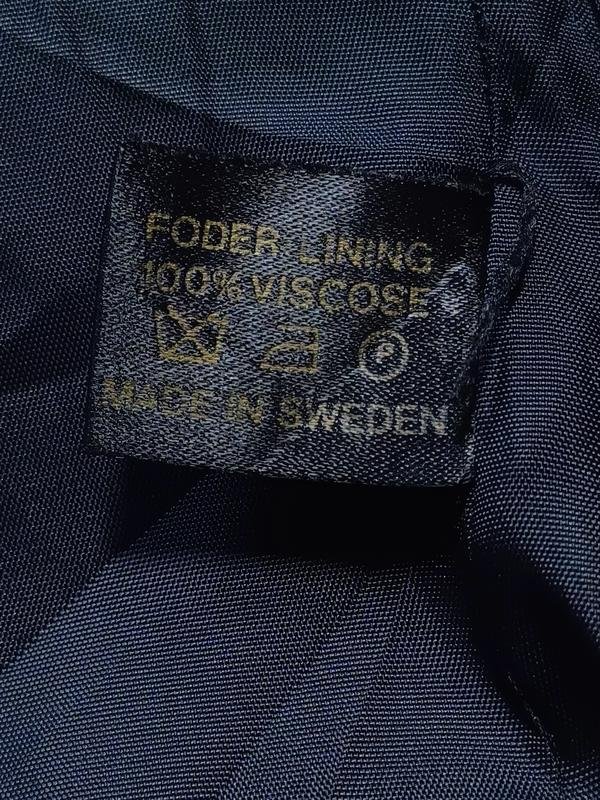 FODER LINING
100% VISCOSE
P
MADE IN SWEDEN